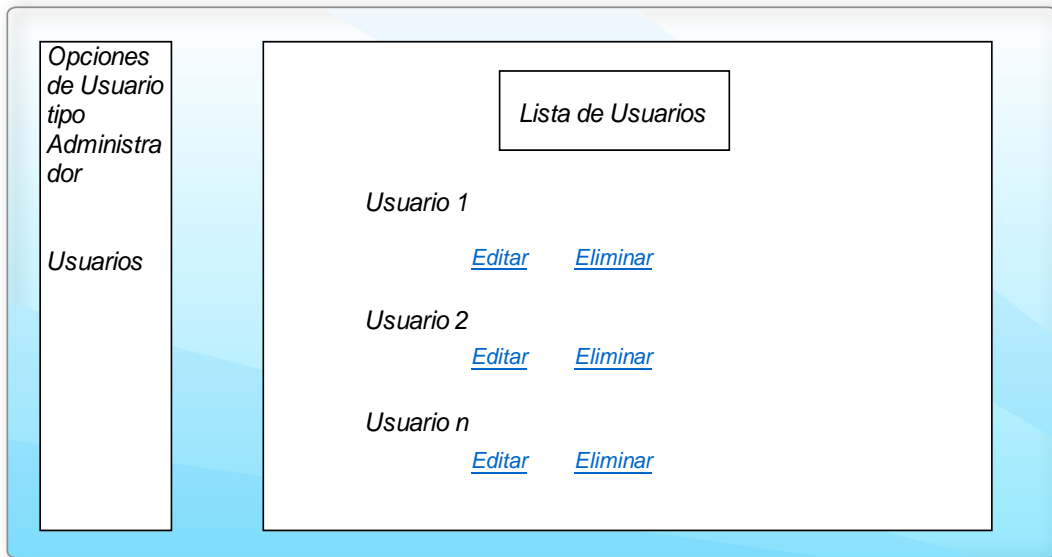 Opciones
de Usuario
tipo
Administra
dor
Usuarios
Lista de Usuarios
Usuario 1
Editar Eliminar
Usuario 2
Editar Eliminar
Usuario n
Editar Eliminar